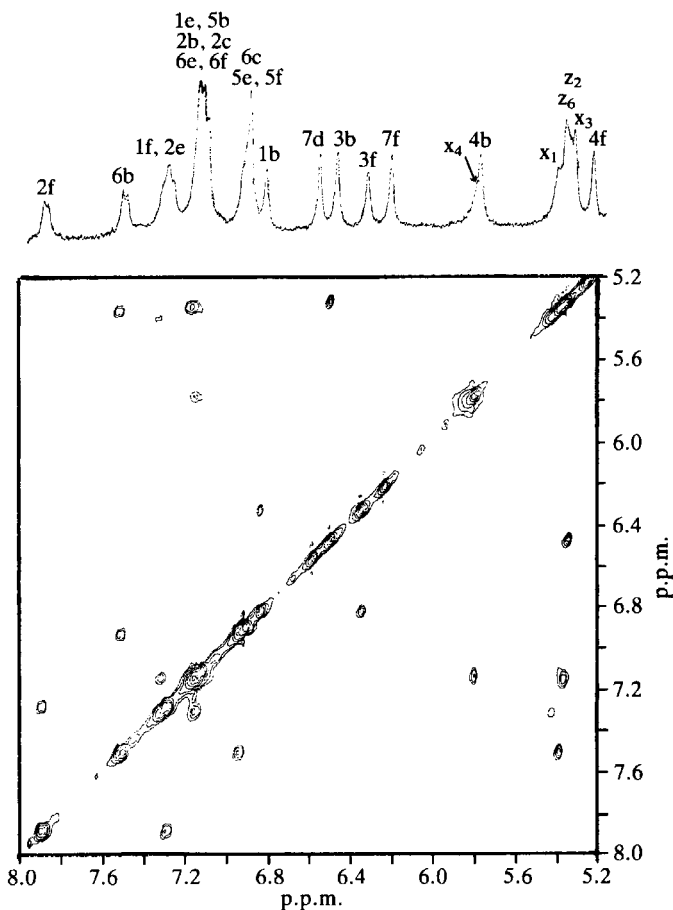 1e, 5b
2b, 2c
6e, 6f
6c
5e, 5f
1f, 2e
2f
6b
1b
7d
3b
3f
7f
x₄
4b
x₁
z₂
z₆
x₃
4f
5.2
5.6
6.0
6.4
6.8
7.2
7.6
8.0
p.p.m.
8.0 7.6 7.2 6.8 6.4 6.0 5.6 5.2
p.p.m.